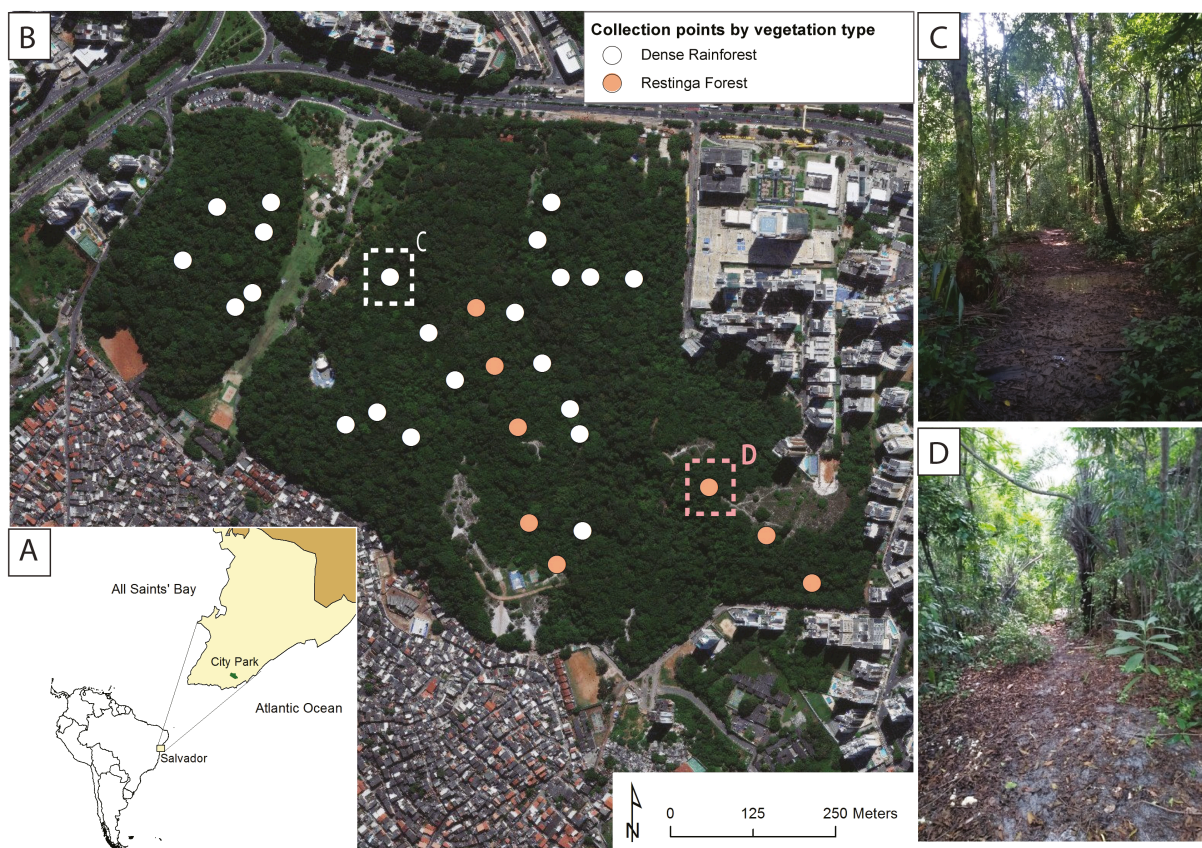 B
Collection points by vegetation type
Dense Rainforest
Restinga Forest
C
D
A
All Saints' Bay
City Park
Atlantic Ocean
Salvador
N
0 125 250 Meters
C
D